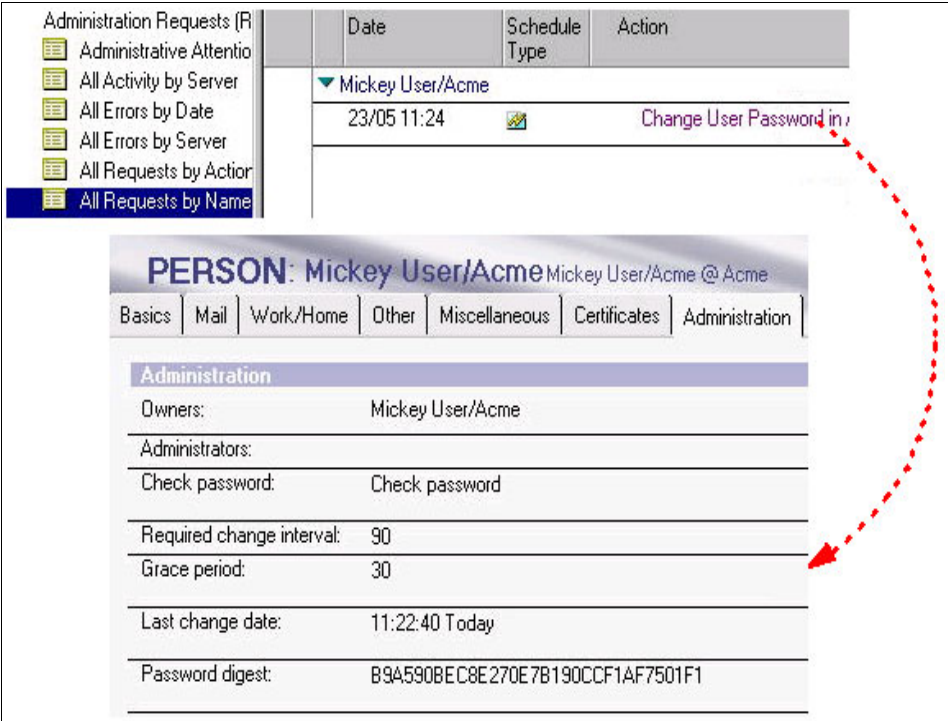 Administration Requests (R
Administrative Attentio
All Activity by Server
All Errors by Date
All Errors by Server
All Requests by Action
All Requests by Name
Date
Schedule Type
Action
Mickey User/Acme
23/05 11:24
Change User Password in A
PERSON: Mickey User/Acme Mickey User/Acme @ Acme
Basics Mail Work/Home Other Miscellaneous Certificates Administration
Administration
Owners: Mickey User/Acme
Administrators:
Check password: Check password
Required change interval: 90
Grace period: 30
Last change date: 11:22:40 Today
Password digest: B9A590BEC8E270E7B190CCF1AF7501F1